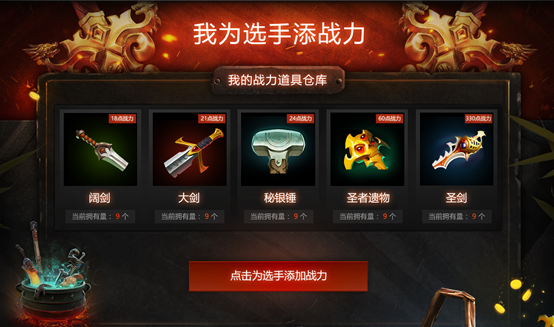 我为选手添战力
我的战力道具仓库
18点战力
21点战力
24点战力
60点战力
330点战力
阔剑
大剑
秘银锤
圣者遗物
圣剑
当前拥有量：9 个
当前拥有量：9 个
当前拥有量：9 个
当前拥有量：9 个
当前拥有量：9 个
点击为选手添加战力